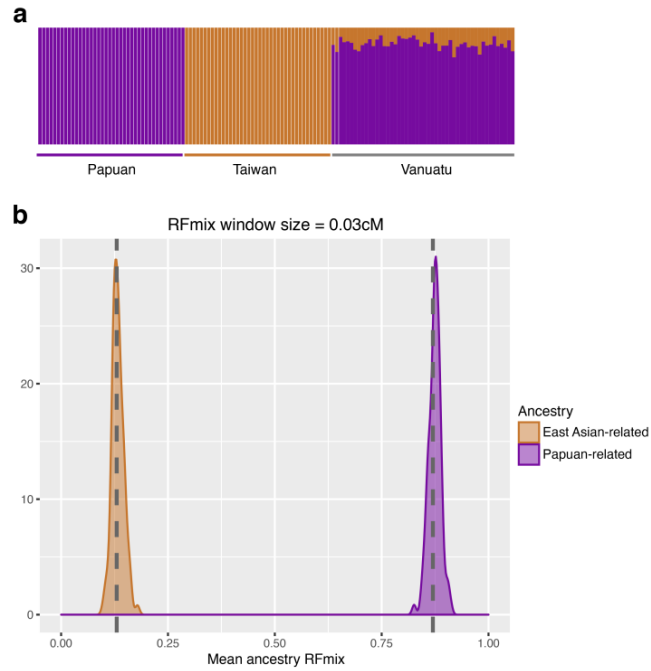 a
Papuan Taiwan Vanuatu
b
RFmix window size = 0.03cM
30
20
10
0
0.00 0.25 0.50 0.75 1.00
Mean ancestry RFmix
Ancestry
East Asian-related
Papuan-related